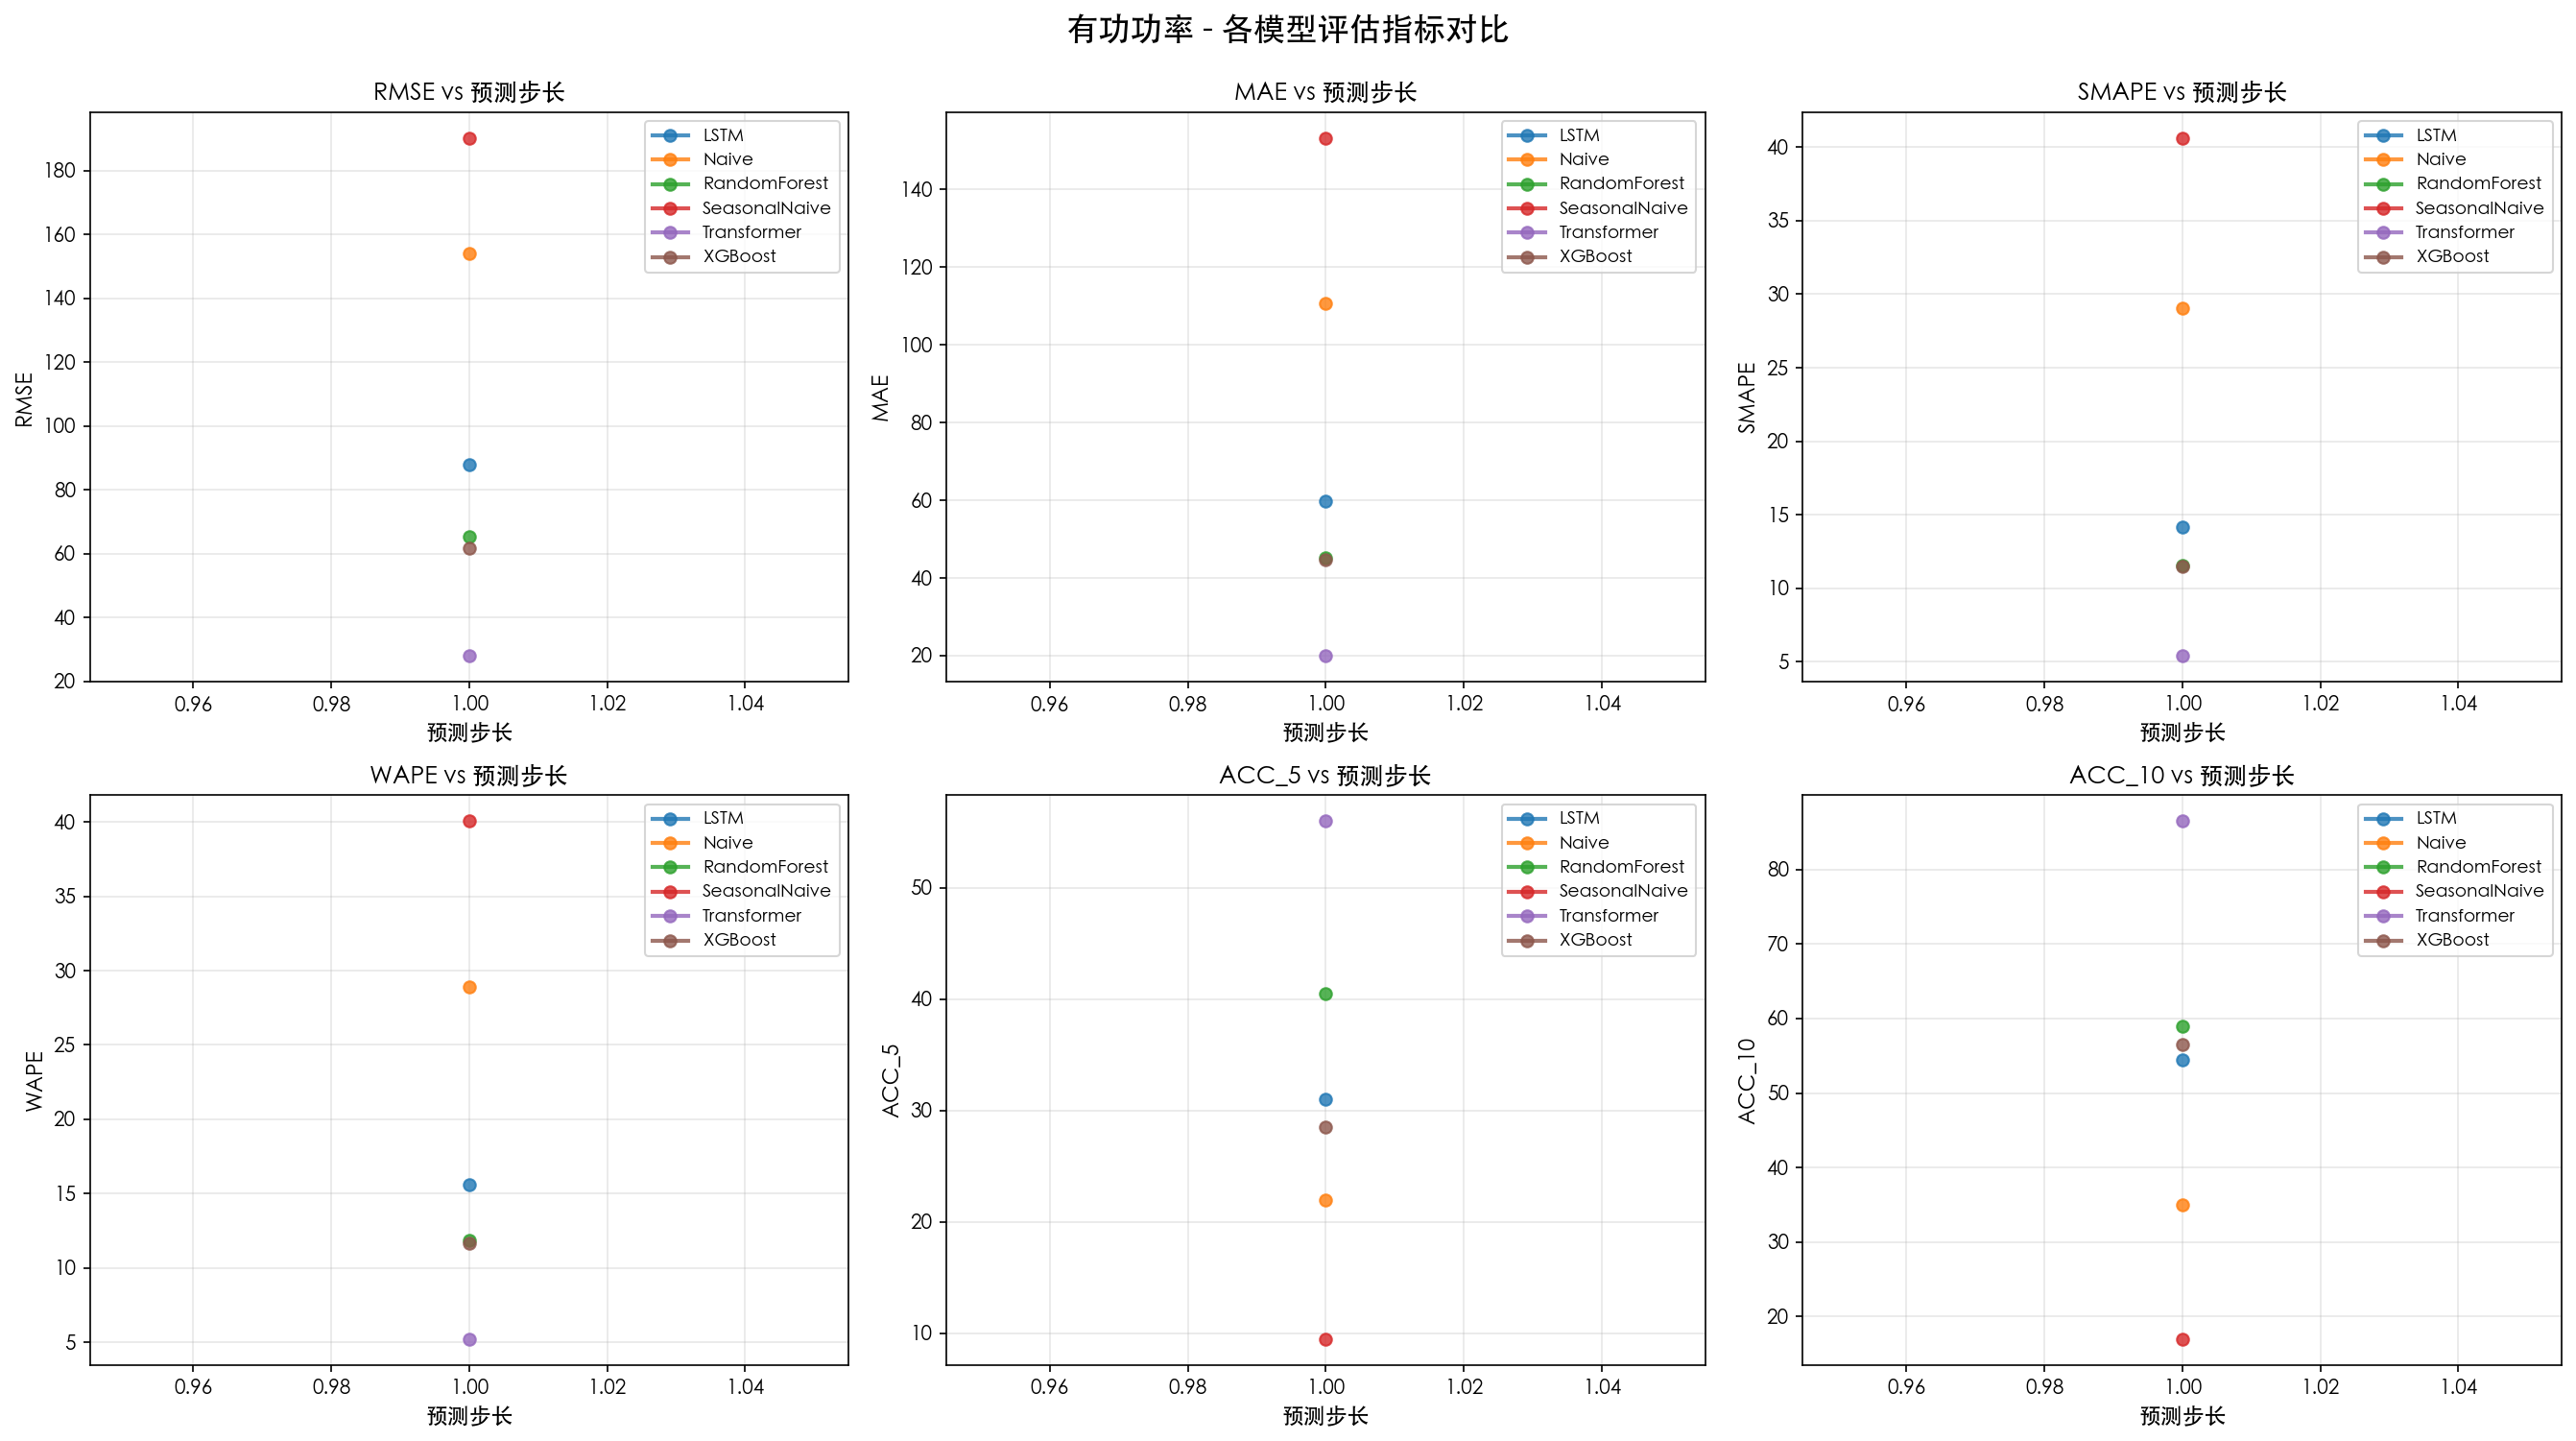 有功功率 - 各模型评估指标对比
RMSE vs 预测步长
RMSE
180
160
140
120
100
80
60
40
20
0.96 0.98 1.00 1.02 1.04
预测步长
LSTM
Naive
RandomForest
SeasonalNaive
Transformer
XGBoost
MAE vs 预测步长
MAE
140
120
100
80
60
40
20
0.96 0.98 1.00 1.02 1.04
预测步长
LSTM
Naive
RandomForest
SeasonalNaive
Transformer
XGBoost
SMAPE vs 预测步长
SMAPE
40
35
30
25
20
15
10
5
0.96 0.98 1.00 1.02 1.04
预测步长
LSTM
Naive
RandomForest
SeasonalNaive
Transformer
XGBoost
WAPE vs 预测步长
WAPE
40
35
30
25
20
15
10
5
0.96 0.98 1.00 1.02 1.04
预测步长
LSTM
Naive
RandomForest
SeasonalNaive
Transformer
XGBoost
ACC_5 vs 预测步长
ACC_5
50
40
30
20
10
0.96 0.98 1.00 1.02 1.04
预测步长
LSTM
Naive
RandomForest
SeasonalNaive
Transformer
XGBoost
ACC_10 vs 预测步长
ACC_10
80
70
60
50
40
30
20
0.96 0.98 1.00 1.02 1.04
预测步长
LSTM
Naive
RandomForest
SeasonalNaive
Transformer
XGBoost